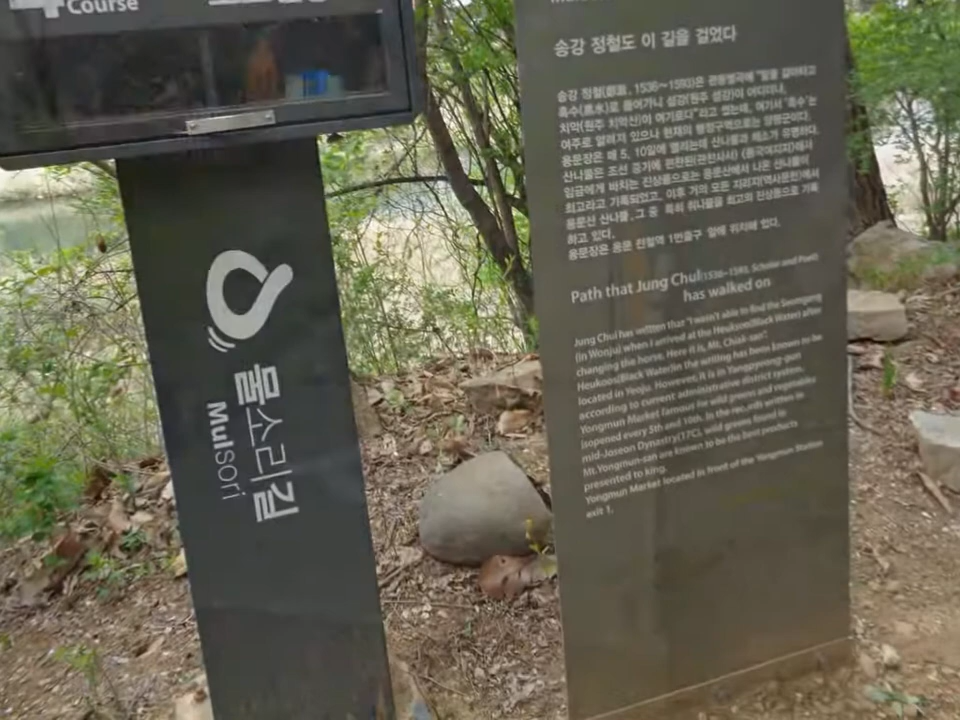 4 Course
물소리길
MulSori
송강 정철도 이 길을 걸었다
송강 정철(鄭澈, 1536~1593)은 관동별곡에 "말을 갈아타고
흑수(黑水)로 들어가니 섬강(원주 섬강)이 어디더냐,
치악(원주 치악산)이 여기로다"라고 썼는데, 여기서 '흑수'는
여주로 알려져 있으나 현재의 행정구역으로는 양평군이다.
용문장은 매 5, 10일에 열리는데 산나물과 채소가 유명하다.
산나물은 조선 중기에 편찬된 에서
임금에게 바치는 진상품으로는 용문산에서 나온 산나물이
최고라고 기록되었고, 이후 거의 모든 지리지(역사문헌)에서
용문산 산나물, 그 중 특히 취나물을 최고의 진상품으로 기록
하고 있다.
용문장은 용문 전철역 1번출구 앞에 위치해 있다.
Path that Jung Chul(1536~1593, Scholar and Poet)
has walked on
Jung Chul has written that "I wasn't able to find the Seomgang
(in Wonju) when I arrived at the Heuksoo(Black Water) after
changing the horse. Here it is, Mt. Chiak-san".
Heuksoo(Black Water)in the writing has been known to be
located in Yeoju. However, it is in Yangpyeong-gun
according to current administrative district system.
Yongmun Market famous for wild greens and vegetables
isopened every 5th and 10th. In the records written in
mid-Joseon Dynasty(17C), wild greens found in
Mt.Yongmun-san are known to be the best products
presented to king.
Yongmun Market located in front of the Yongmun Station
exit 1.